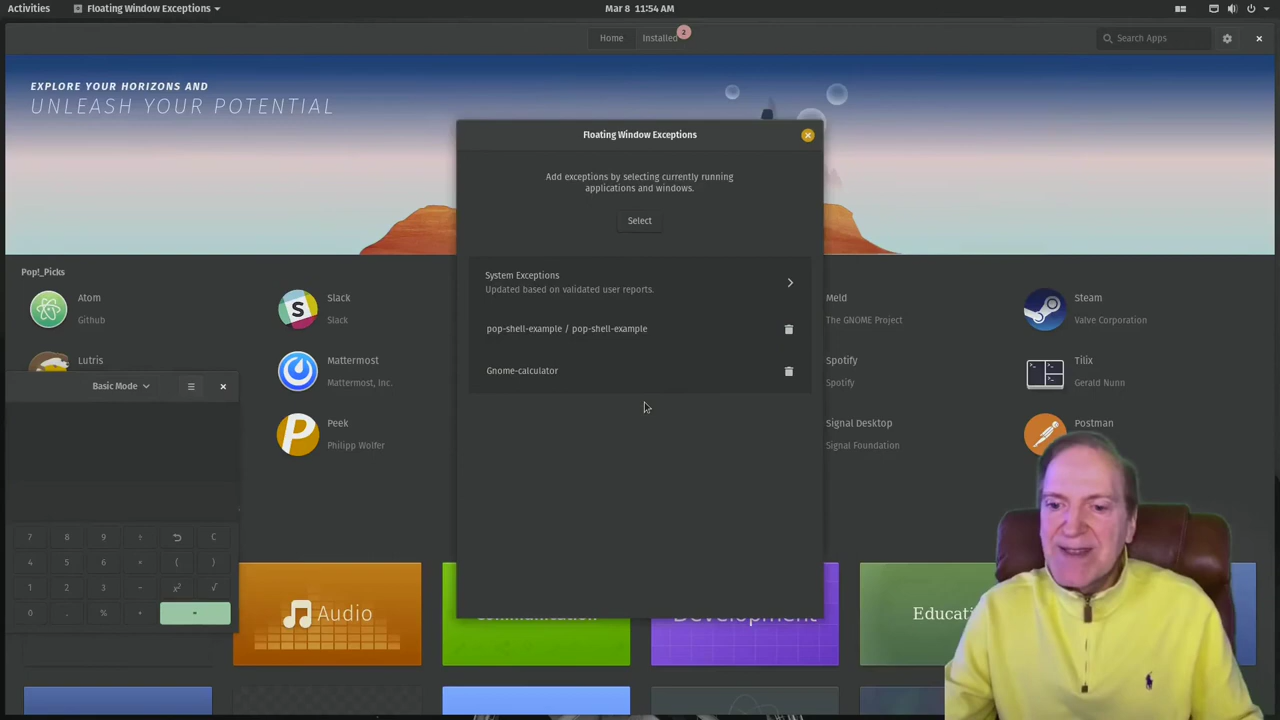 Activities
Floating Window Exceptions
Mar 8 11:54 AM
Home
Installed
2
Search Apps
EXPLORE YOUR HORIZONS AND
UNLEASH YOUR POTENTIAL
Floating Window Exceptions
Add exceptions by selecting currently running
applications and windows.
Select
System Exceptions
Updated based on validated user reports.
pop-shell-example / pop-shell-example
Gnome-calculator
Pop!_Picks
Atom
Github
Slack
Slack
Meld
The GNOME Project
Steam
Valve Corporation
Lutris
Mattermost
Mattermost, Inc.
Spotify
Spotify
Tilix
Gerald Nunn
Peek
Philipp Wolfer
Signal Desktop
Signal Foundation
Postman
Basic Mode
7 8 9 ÷ C
4 5 6 × ( )
1 2 3 − x² √
0 . % =
Audio
Communication
Development
Educati